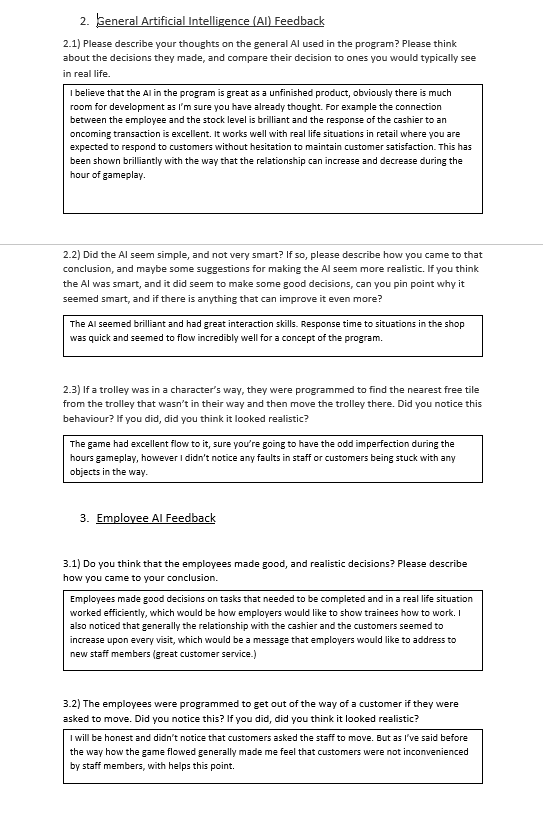 2. General Artificial Intelligence (AI) Feedback
2.1) Please describe your thoughts on the general AI used in the program? Please think
about the decisions they made, and compare their decision to ones you would typically see
in real life.
I believe that the AI in the program is great as a unfinished product, obviously there is much
room for development as I'm sure you have already thought. For example the connection
between the employee and the stock level is brilliant and the response of the cashier to an
oncoming transaction is excellent. It works well with real life situations in retail where you are
expected to respond to customers without hesitation to maintain customer satisfaction. This has
been shown brilliantly with the way that the relationship can increase and decrease during the
hour of gameplay.
2.2) Did the AI seem simple, and not very smart? If so, please describe how you came to that
conclusion, and maybe some suggestions for making the AI seem more realistic. If you think
the AI was smart, and it did seem to make some good decisions, can you pin point why it
seemed smart, and if there is anything that can improve it even more?
The AI seemed brilliant and had great interaction skills. Response time to situations in the shop
was quick and seemed to flow incredibly well for a concept of the program.
2.3) If a trolley was in a character's way, they were programmed to find the nearest free tile
from the trolley that wasn't in their way and then move the trolley there. Did you notice this
behaviour? If you did, did you think it looked realistic?
The game had excellent flow to it, sure you're going to have the odd imperfection during the
hours gameplay, however I didn't notice any faults in staff or customers being stuck with any
objects in the way.
3. Employee AI Feedback
3.1) Do you think that the employees made good, and realistic decisions? Please describe
how you came to your conclusion.
Employees made good decisions on tasks that needed to be completed and in a real life situation
worked efficiently, which would be how employers would like to show trainees how to work. I
also noticed that generally the relationship with the cashier and the customers seemed to
increase upon every visit, which would be a message that employers would like to address to
new staff members (great customer service.)
3.2) The employees were programmed to get out of the way of a customer if they were
asked to move. Did you notice this? If you did, did you think it looked realistic?
I will be honest and didn't notice that customers asked the staff to move. But as I've said before
the way how the game flowed generally made me feel that customers were not inconvenienced
by staff members, with helps this point.